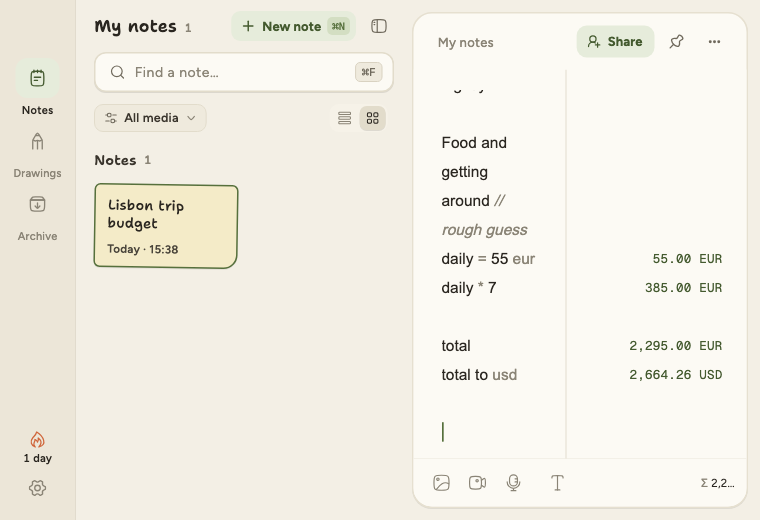 My notes 1
New note ⌘N
Find a note... ⌘F
All media
Notes 1
Lisbon trip
budget
Today · 15:38
Notes
Drawings
Archive
1 day
My notes
Share
Food and
getting
around //
rough guess
daily = 55 eur 55.00 EUR
daily * 7 385.00 EUR
total 2,295.00 EUR
total to usd 2,664.26 USD
Σ 2,2...